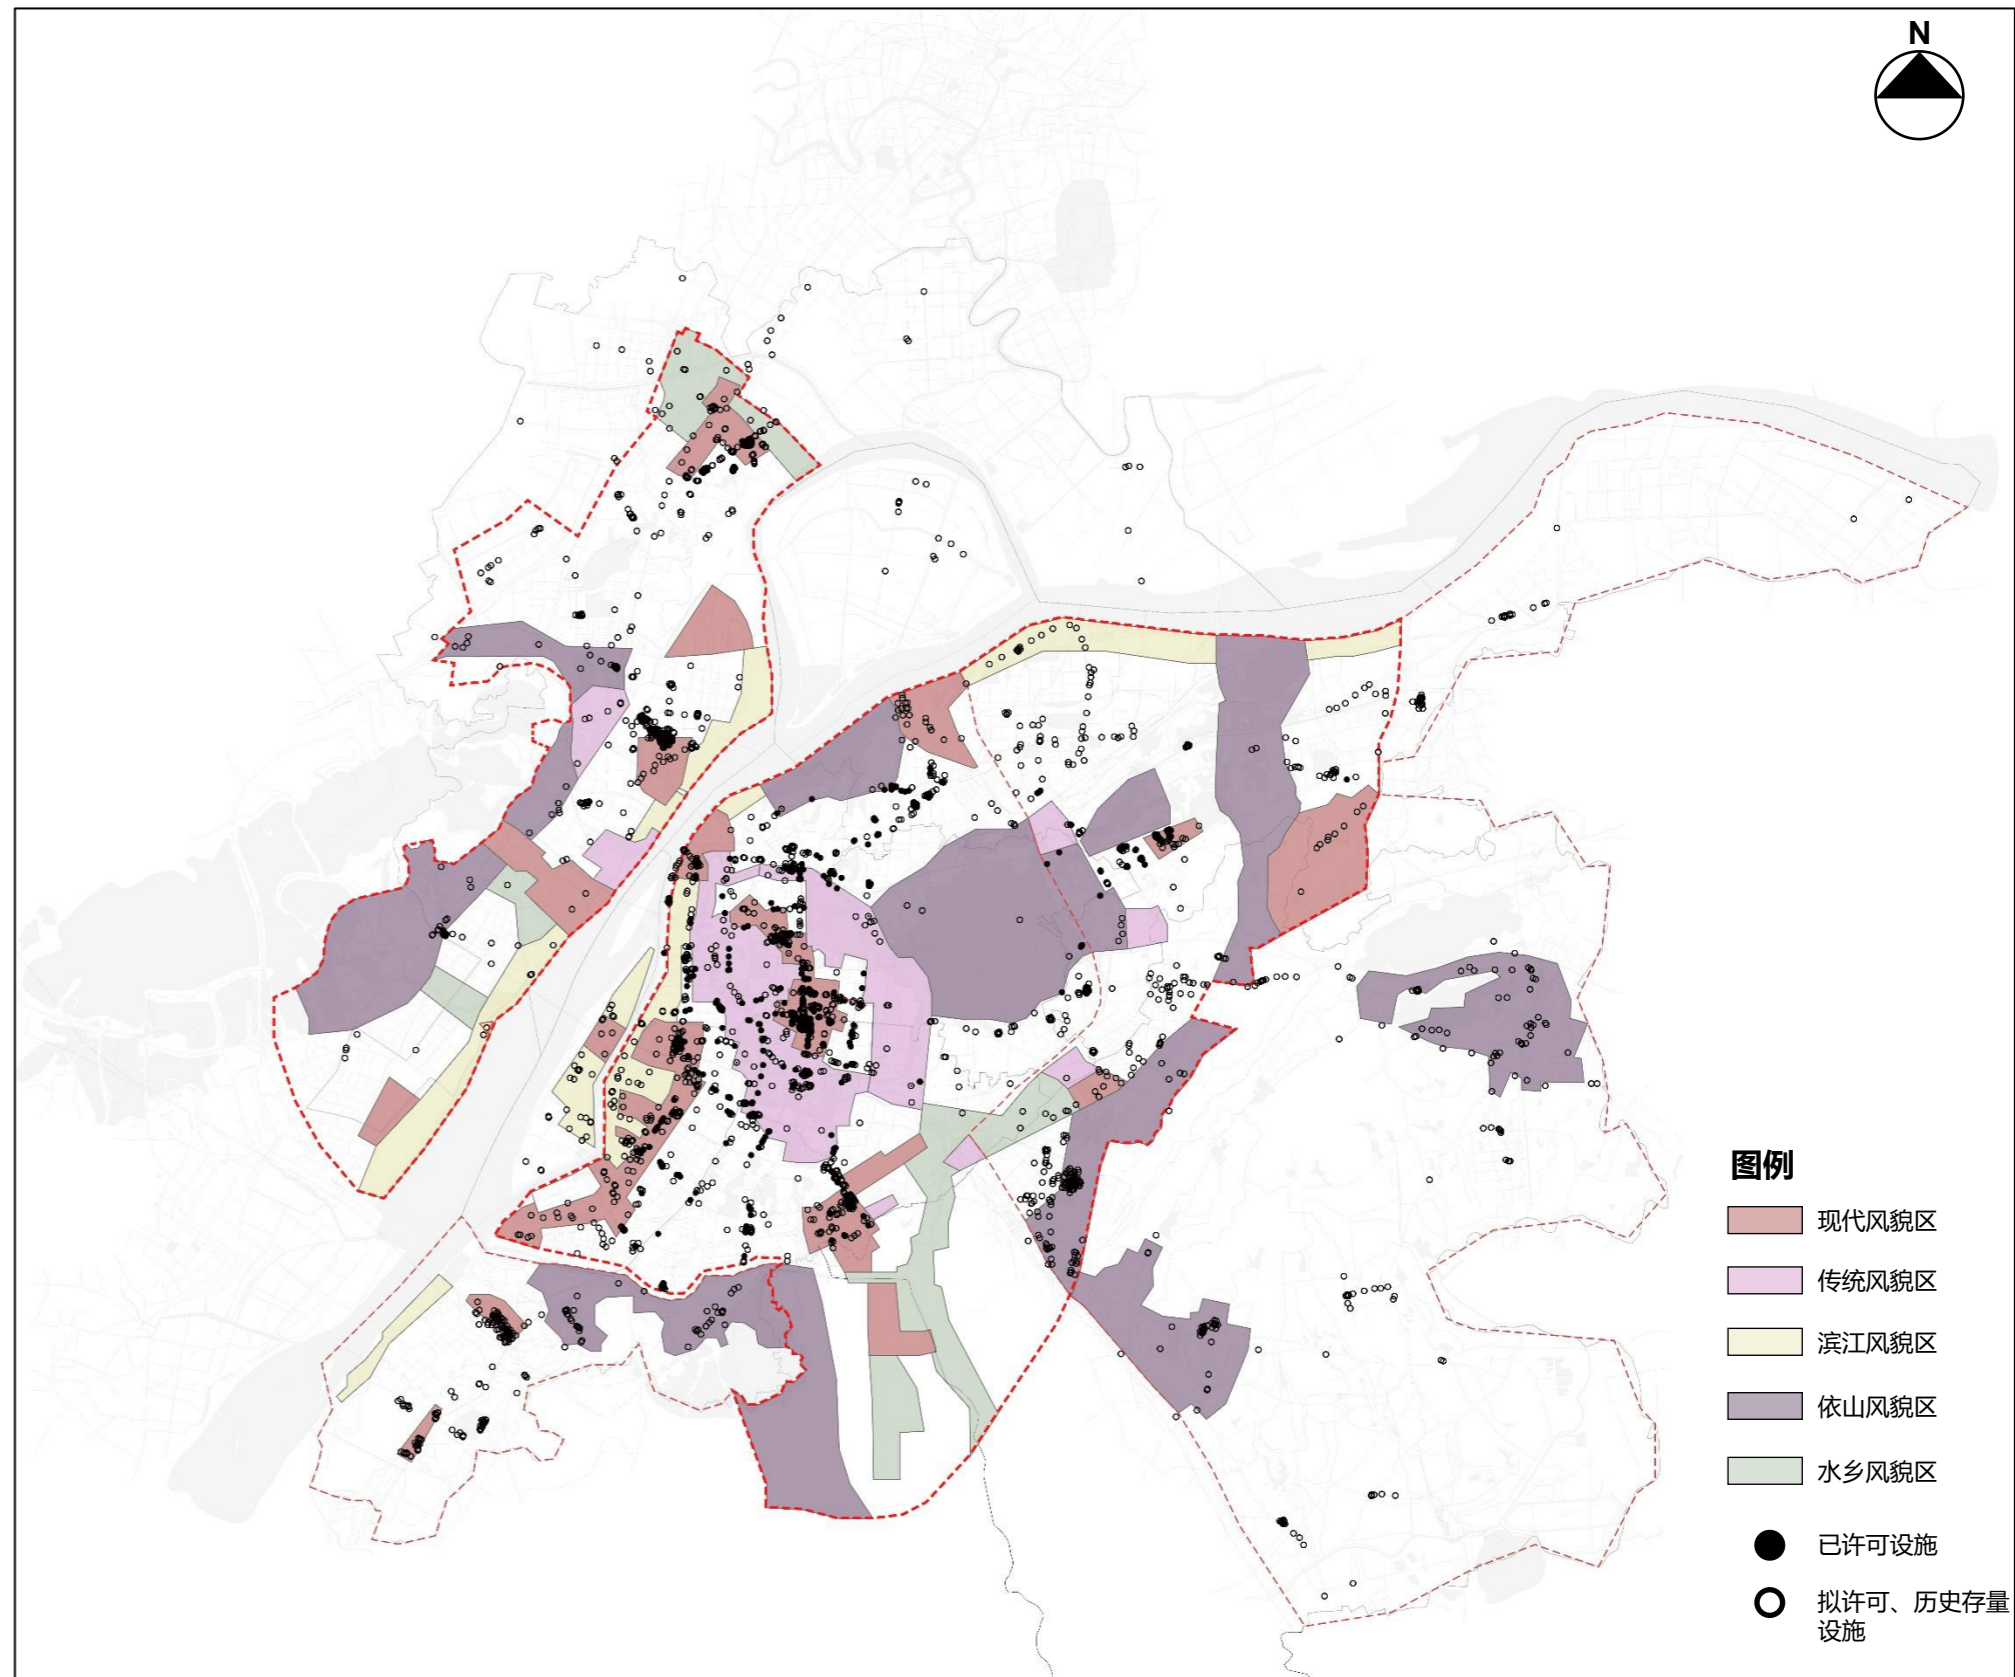 N
图例
现代风貌区
传统风貌区
滨江风貌区
依山风貌区
水乡风貌区
已许可设施
拟许可、历史存量
设施